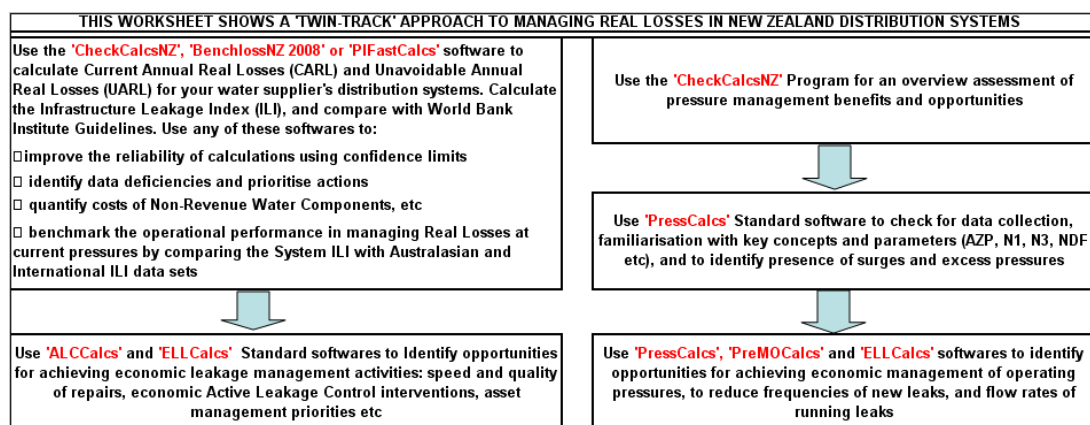 THIS WORKSHEET SHOWS A 'TWIN-TRACK' APPROACH TO MANAGING REAL LOSSES IN NEW ZEALAND DISTRIBUTION SYSTEMS
Use the 'CheckCalcsNZ', 'BenchlossNZ 2008' or 'PIFastCalcs' software to
calculate Current Annual Real Losses (CARL) and Unavoidable Annual
Real Losses (UARL) for your water supplier's distribution systems. Calculate
the Infrastructure Leakage Index (ILI), and compare with World Bank
Institute Guidelines. Use any of these softwares to:
□ improve the reliability of calculations using confidence limits
□ identify data deficiencies and prioritise actions
□ quantify costs of Non-Revenue Water Components, etc
□ benchmark the operational performance in managing Real Losses at
current pressures by comparing the System ILI with Australasian and
International ILI data sets
Use 'ALCCalcs' and 'ELLCalcs' Standard softwares to Identify opportunities
for achieving economic leakage management activities: speed and quality
of repairs, economic Active Leakage Control interventions, asset
management priorities etc
Use the 'CheckCalcsNZ' Program for an overview assessment of
pressure management benefits and opportunities
Use 'PressCalcs' Standard software to check for data collection,
familiarisation with key concepts and parameters (AZP, N1, N3, NDF
etc), and to identify presence of surges and excess pressures
Use 'PressCalcs', 'PreMOCalcs' and 'ELLCalcs' softwares to identify
opportunities for achieving economic management of operating
pressures, to reduce frequencies of new leaks, and flow rates of
running leaks